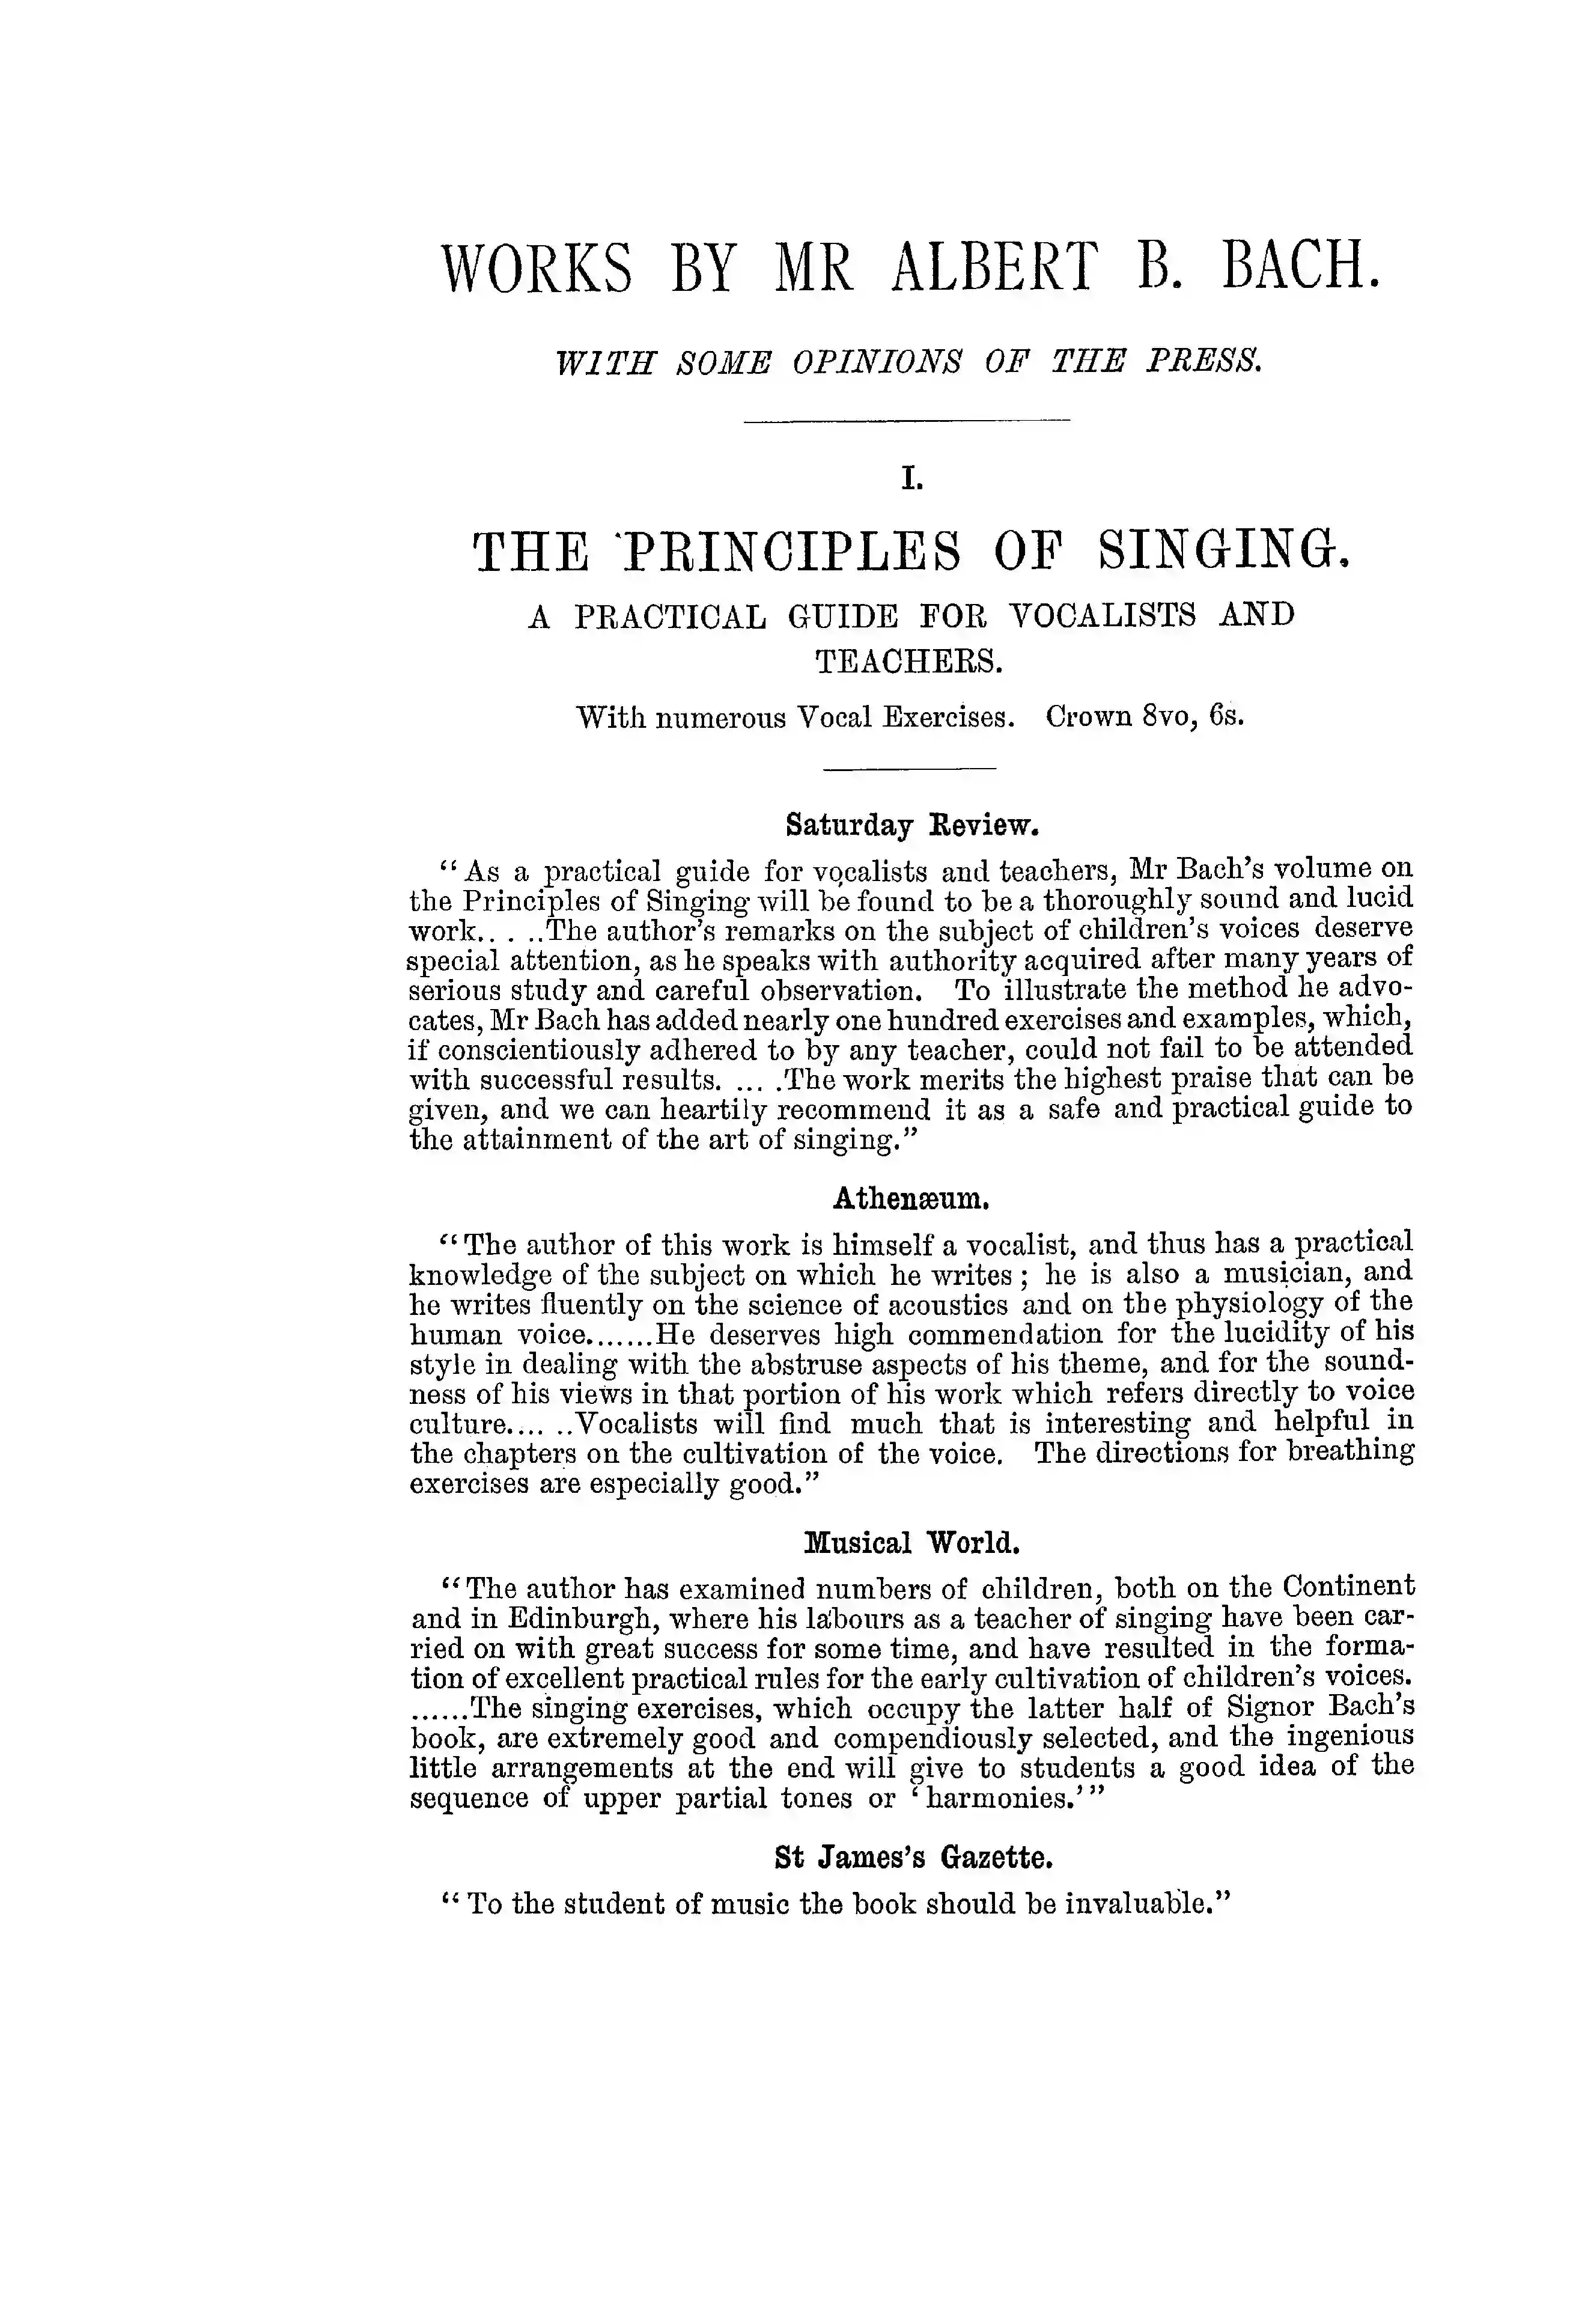 WORKS BY MR ALBERT B. BACH.
WITH SOME OPINIONS OF THE PRESS.
I.
THE PRINCIPLES OF SINGING.
A PRACTICAL GUIDE FOR VOCALISTS AND
TEACHERS.
With numerous Vocal Exercises. Crown 8vo, 6s.
Saturday Review.
“As a practical guide for vocalists and teachers, Mr Bach’s volume on
the Principles of Singing will be found to be a thoroughly sound and lucid
work.. . ..The author’s remarks on the subject of children’s voices deserve
special attention, as he speaks with authority acquired after many years of
serious study and careful observation. To illustrate the method he advo-
cates, Mr Bach has added nearly one hundred exercises and examples, which,
if conscientiously adhered to by any teacher, could not fail to be attended
with successful results. ... .The work merits the highest praise that can be
given, and we can heartily recommend it as a safe and practical guide to
the attainment of the art of singing.”
Athenæum.
“The author of this work is himself a vocalist, and thus has a practical
knowledge of the subject on which he writes ; he is also a musician, and
he writes fluently on the science of acoustics and on the physiology of the
human voice.......He deserves high commendation for the lucidity of his
style in dealing with the abstruse aspects of his theme, and for the sound-
ness of his views in that portion of his work which refers directly to voice
culture.... ..Vocalists will find much that is interesting and helpful in
the chapters on the cultivation of the voice. The directions for breathing
exercises are especially good.”
Musical World.
“The author has examined numbers of children, both on the Continent
and in Edinburgh, where his labours as a teacher of singing have been car-
ried on with great success for some time, and have resulted in the forma-
tion of excellent practical rules for the early cultivation of children’s voices.
......The singing exercises, which occupy the latter half of Signor Bach’s
book, are extremely good and compendiously selected, and the ingenious
little arrangements at the end will give to students a good idea of the
sequence of upper partial tones or ‘harmonies.’”
St James’s Gazette.
“To the student of music the book should be invaluable.”